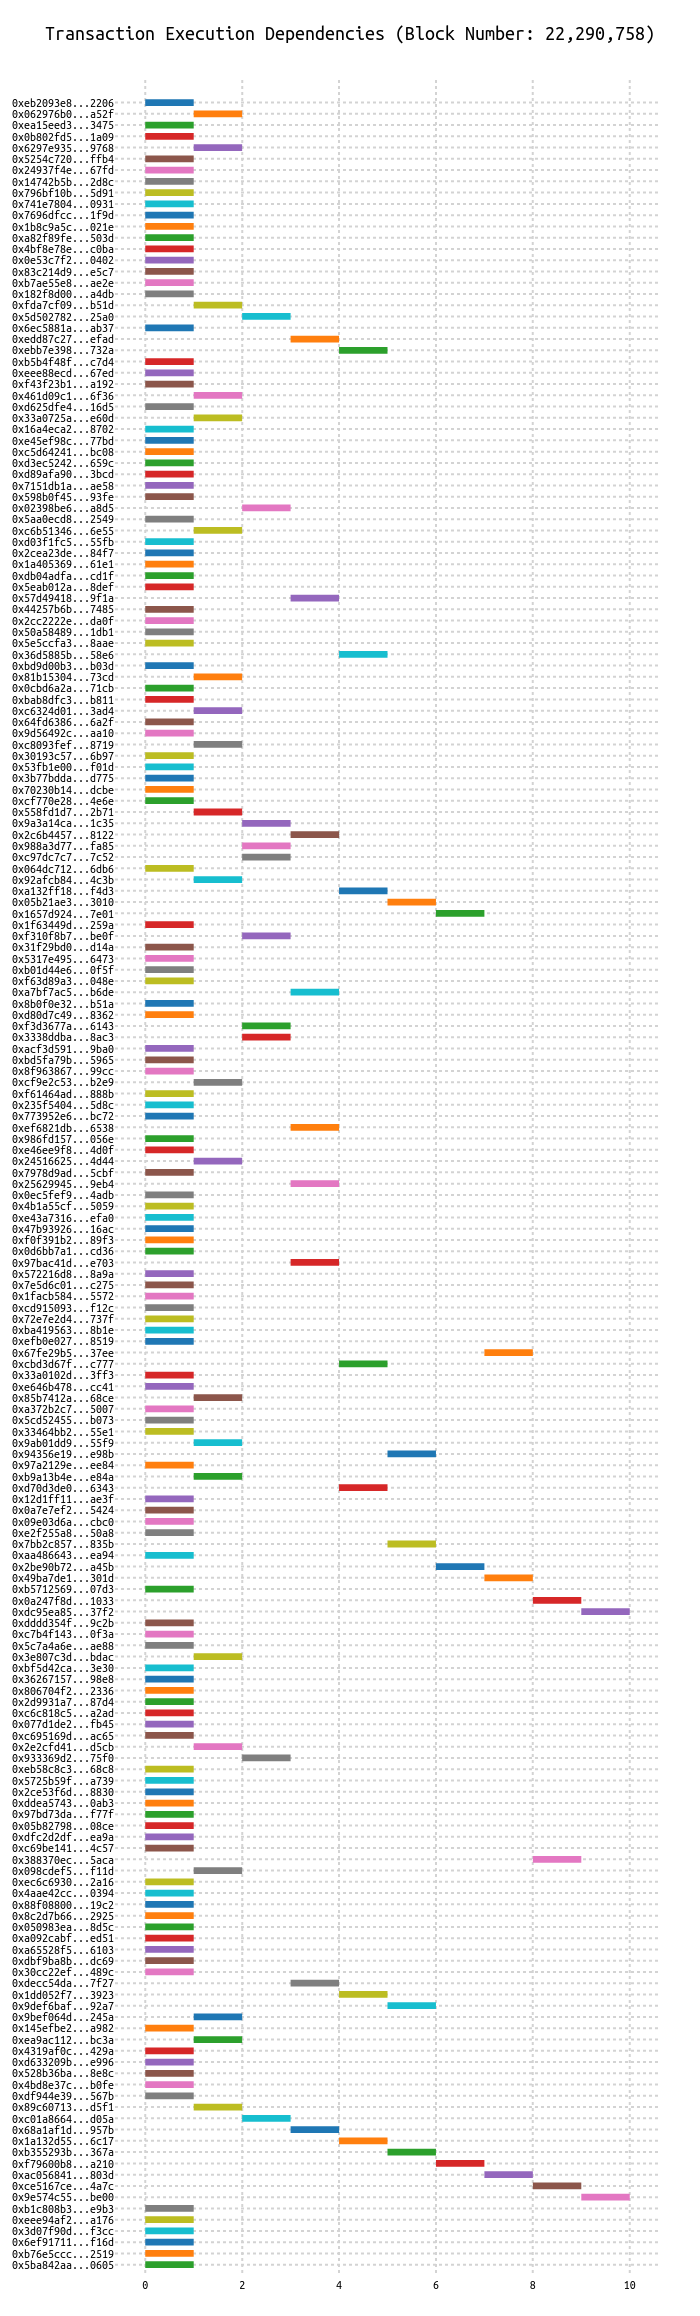 Transaction Execution Dependencies (Block Number: 22,290,758)
0xeb2093e8...2206
0x062976b0...a52f
0xea15eed3...3475
0x0b802fd5...1a09
0x6297e935...9768
0x5254c720...ffb4
0x24937f4e...67fd
0x14742b5b...2d8c
0x796bf10b...5d91
0x741e7804...0931
0x7696dfcc...1f9d
0x1b8c9a5c...021e
0xa82f89fe...503d
0x4bf8e78e...c0ba
0x0e53c7f2...0402
0x83c214d9...e5c7
0xb7ae55e8...ae2e
0x182f8d00...a4db
0xfda7cf09...b51d
0x5d502782...25a0
0x6ec5881a...ab37
0xedd87c27...efad
0xebb7e398...732a
0xb5b4f48f...c7d4
0xeee88ecd...67ed
0xf43f23b1...a192
0x461d09c1...6f36
0xd625dfe4...16d5
0x33a0725a...e60d
0x16a4eca2...8702
0xe45ef98c...77bd
0xc5d64241...bc08
0xd3ec5242...659c
0xd89afa90...3bcd
0x7151db1a...ae58
0x598b0f45...93fe
0x02398be6...a8d5
0x5aa0ecd8...2549
0xc6b51346...6e55
0xd03f1fc5...55fb
0x2cea23de...84f7
0x1a405369...61e1
0xdb04adfa...cd1f
0x5eab012a...8def
0x57d49418...9f1a
0x44257b6b...7485
0x2cc2222e...da0f
0x50a58489...1db1
0x5e5ccfa3...8aae
0x36d5885b...58e6
0xbd9d00b3...b03d
0x81b15304...73cd
0x0cbd6a2a...71cb
0xbab8dfc3...b811
0xc6324d01...3ad4
0x64fd6386...6a2f
0x9d56492c...aa10
0xc8093fef...8719
0x30193c57...6b97
0x53fb1e00...f01d
0x3b77bdda...d775
0x70230b14...dcbe
0xcf770e28...4e6e
0x558fd1d7...2b71
0x9a3a14ca...1c35
0x2c6b4457...8122
0x988a3d77...fa85
0xc97dc7c7...7c52
0x064dc712...6db6
0x92afcb84...4c3b
0xa132ff18...f4d3
0x05b21ae3...3010
0x1657d924...7e01
0x1f63449d...259a
0xf310f8b7...be0f
0x31f29bd0...d14a
0x5317e495...6473
0xb01d44e6...0f5f
0xf63d89a3...048e
0xa7bf7ac5...b6de
0x8b0f0e32...b51a
0xd80d7c49...8362
0xf3d3677a...6143
0x3338ddba...8ac3
0xacf3d591...9ba0
0xbd5fa79b...5965
0x8f963867...99cc
0xcf9e2c53...b2e9
0xf61464ad...888b
0x235f5404...5d8c
0x773952e6...bc72
0xef6821db...6538
0x986fd157...056e
0xe46ee9f8...4d0f
0x24516625...4d44
0x7978d9ad...5cbf
0x25629945...9eb4
0x0ec5fef9...4adb
0x4b1a55cf...5059
0xe43a7316...efa0
0x47b93926...16ac
0xf0f391b2...89f3
0x0d6bb7a1...cd36
0x97bac41d...e703
0x572216d8...8a9a
0x7e5d6c01...c275
0x1facb584...5572
0xcd915093...f12c
0x72e7e2d4...737f
0xba419563...8b1e
0xefb0e027...8519
0x67fe29b5...37ee
0xcbd3d67f...c777
0x33a0102d...3ff3
0xe646b478...cc41
0x85b7412a...68ce
0xa372b2c7...5007
0x5cd52455...b073
0x33464bb2...55e1
0x9ab01dd9...55f9
0x94356e19...e98b
0x97a2129e...ee84
0xb9a13b4e...e84a
0xd70d3de0...6343
0x12d1ff11...ae3f
0x0a7e7ef2...5424
0x09e03d6a...cbc0
0xe2f255a8...50a8
0x7bb2c857...835b
0xaa486643...ea94
0x2be90b72...a45b
0x49ba7de1...301d
0xb5712569...07d3
0x0a247f8d...1033
0xdc95ea85...37f2
0xdddd354f...9c2b
0xc7b4f143...0f3a
0x5c7a4a6e...ae88
0x3e807c3d...bdac
0xbf5d42ca...3e30
0x36267157...98e8
0x806704f2...2336
0x2d9931a7...87d4
0xc6c818c5...a2ad
0x077d1de2...fb45
0xc695169d...ac65
0x2e2cfd41...d5cb
0x933369d2...75f0
0xeb58c8c3...68c8
0x5725b59f...a739
0x2ce53f6d...8830
0xddea5743...0ab3
0x97bd73da...f77f
0x05b82798...08ce
0xdfc2d2df...ea9a
0xc69be141...4c57
0x388370ec...5aca
0x098cdef5...f11d
0xec6c6930...2a16
0x4aae42cc...0394
0x88f08800...19c2
0x8c2d7b66...2925
0x050983ea...8d5c
0xa092cabf...ed51
0xa65528f5...6103
0xdbf9ba8b...dc69
0x30cc22ef...489c
0xdecc54da...7f27
0x1dd052f7...3923
0x9def6baf...92a7
0x9bef064d...245a
0x145efbe2...a982
0xea9ac112...bc3a
0x4319af0c...429a
0xd633209b...e996
0x528b36ba...8e8c
0x4bd8e37c...b0fe
0xdf944e39...567b
0x89c60713...d5f1
0xc01a8664...d05a
0x68a1af1d...957b
0x1a132d55...6c17
0xb355293b...367a
0xf79600b8...a210
0xac056841...803d
0xce5167ce...4a7c
0x9e574c55...be00
0xb1c808b3...e9b3
0xeee94af2...a176
0x3d07f90d...f3cc
0x6ef91711...f16d
0xb76e5ccc...2519
0x5ba842aa...0605
0 2 4 6 8 10